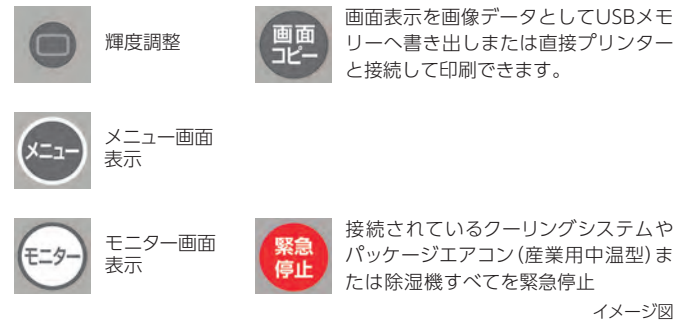 輝度調整
画面
コピー
画面表示を画像データとしてUSBメモ
リーへ書き出しまたは直接プリンター
と接続して印刷できます。
メニュー
メニュー画面
表示
モニター
モニター画面
表示
緊急
停止
接続されているクーリングシステムや
パッケージエアコン(産業用中温型)ま
たは除湿機すべてを緊急停止
イメージ図